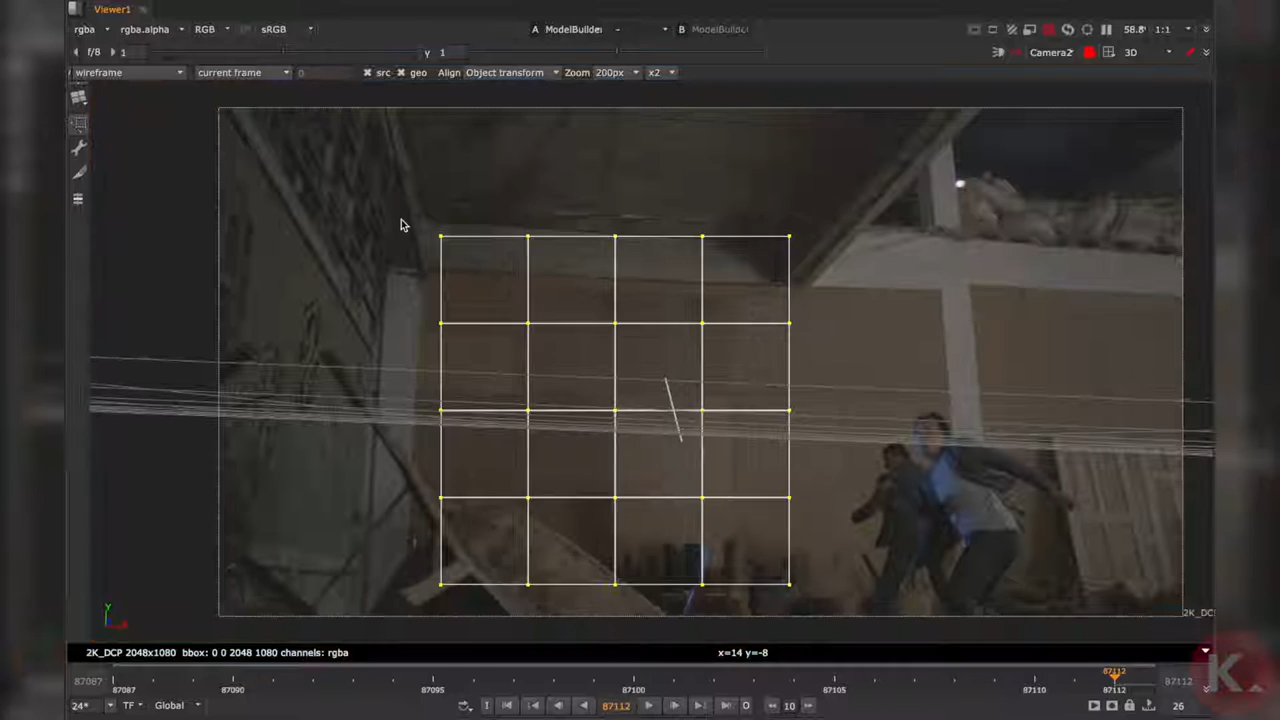 Viewer1
rgba rgba.alpha RGB sRGB A ModelBuilder - B ModelBuilder 58.8 1:1
f/8 1 y 1 Camera2 3D
wireframe current frame 0 src geo Align Object transform Zoom 200px x2
Y
2K_DCP
2K_DCP 2048x1080 bbox: 0 0 2048 1080 channels: rgba x=14 y=-8
87087 87087 87090 87095 87100 87105 87110 87112 87112 87112
24* TF Global I 87112 O 10 26
K.